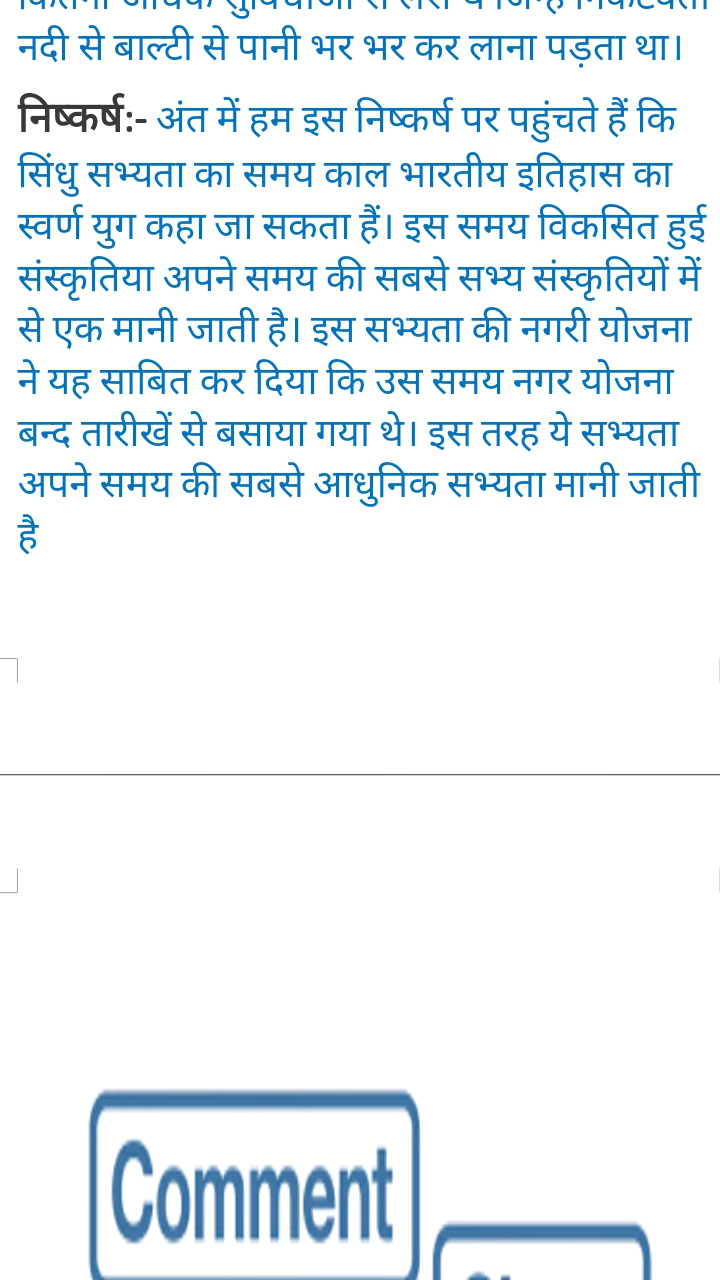 नदी से बाल्टी से पानी भर भर कर लाना पड़ता था।
निष्कर्ष:- अंत में हम इस निष्कर्ष पर पहुंचते हैं कि
सिंधु सभ्यता का समय काल भारतीय इतिहास का
स्वर्ण युग कहा जा सकता हैं। इस समय विकसित हुई
संस्कृतिया अपने समय की सबसे सभ्य संस्कृतियों में
से एक मानी जाती है। इस सभ्यता की नगरी योजना
ने यह साबित कर दिया कि उस समय नगर योजना
बन्द तारीखें से बसाया गया थे। इस तरह ये सभ्यता
अपने समय की सबसे आधुनिक सभ्यता मानी जाती
है
Comment